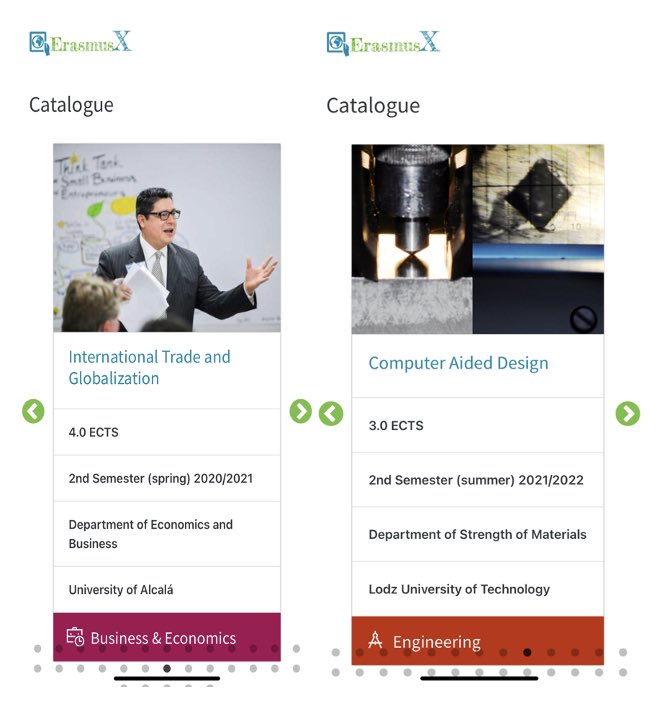 ErasmusX
Catalogue
Think Tank
Small Business
Entrepreneurship
International Trade and
Globalization
4.0 ECTS
2nd Semester (spring) 2020/2021
Department of Economics and
Business
University of Alcalá
Business & Economics
ErasmusX
Catalogue
Computer Aided Design
3.0 ECTS
2nd Semester (summer) 2021/2022
Department of Strength of Materials
Lodz University of Technology
Engineering